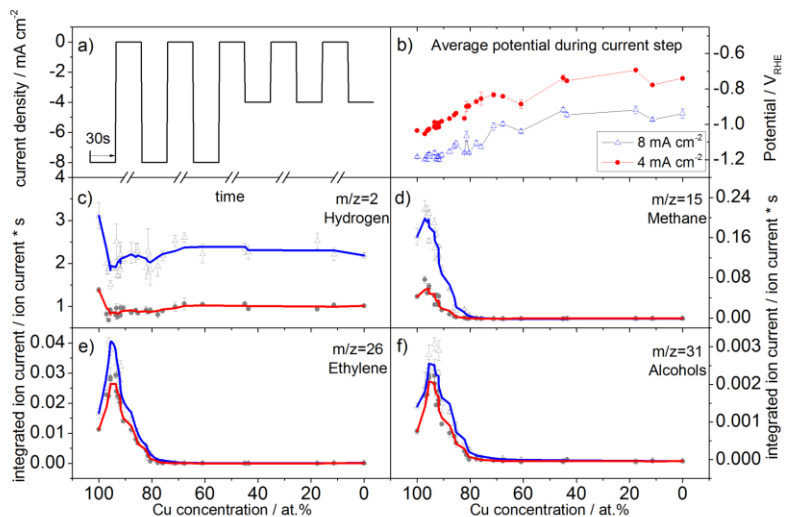 a)
current density / mA cm⁻²
0
-2
-4
-6
-8
30s
time
b) Average potential during current step
Potential / V_RHE
-0.6
-0.8
-1.0
-1.2
8 mA cm⁻²
4 mA cm⁻²
c)
m/z=2
Hydrogen
3
2
1
d)
m/z=15
Methane
0.24
0.16
0.08
0.00
integrated ion current / ion current * s
integrated ion current / ion current * s
e)
m/z=26
Ethylene
0.04
0.03
0.02
0.01
0.00
f)
m/z=31
Alcohols
0.003
0.002
0.001
0.000
100 80 60 40 20 0
100 80 60 40 20 0
Cu concentration / at.%
Cu concentration / at.%